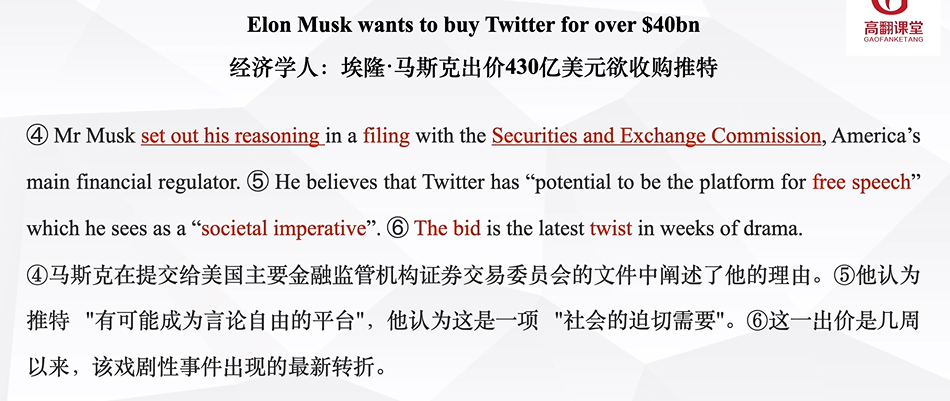 Elon Musk wants to buy Twitter for over $40bn
高翻课堂
GAOFANKETANG
经济学人：埃隆·马斯克出价430亿美元欲收购推特
④ Mr Musk set out his reasoning in a filing with the Securities and Exchange Commission, America’s
main financial regulator. ⑤ He believes that Twitter has “potential to be the platform for free speech”
which he sees as a “societal imperative”. ⑥ The bid is the latest twist in weeks of drama.
④马斯克在提交给美国主要金融监管机构证券交易委员会的文件中阐述了他的理由。⑤他认为
推特 "有可能成为言论自由的平台"，他认为这是一项 "社会的迫切需要"。⑥这一出价是几周
以来，该戏剧性事件出现的最新转折。